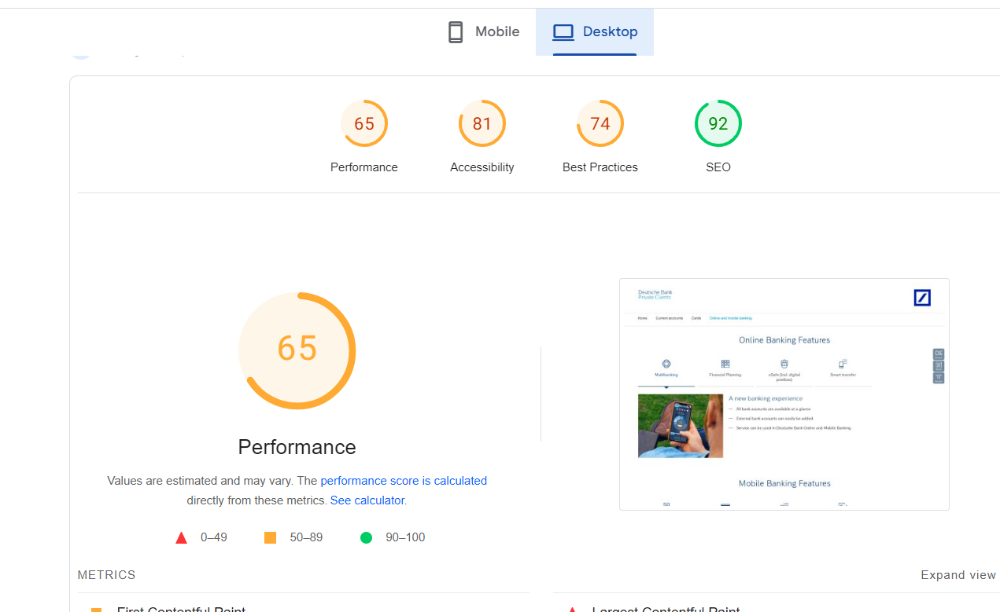 Mobile
Desktop
65
81
74
92
Performance
Accessibility
Best Practices
SEO
65
Performance
Values are estimated and may vary. The performance score is calculated
directly from these metrics. See calculator.
0–49
50–89
90–100
Deutsche Bank
Private Clients
Home
Current accounts
Cards
Online and mobile banking
Online Banking Features
DE
Multibanking
Financial Planning
eSafe (incl. digital
postbox)
Smart transfer
A new banking experience
— All bank accounts are available at a glance
— External bank accounts can easily be added
— Service can be used in Deutsche Bank Online and Mobile Banking
Mobile Banking Features
METRICS
Expand view
First Contentful Paint
Largest Contentful Paint